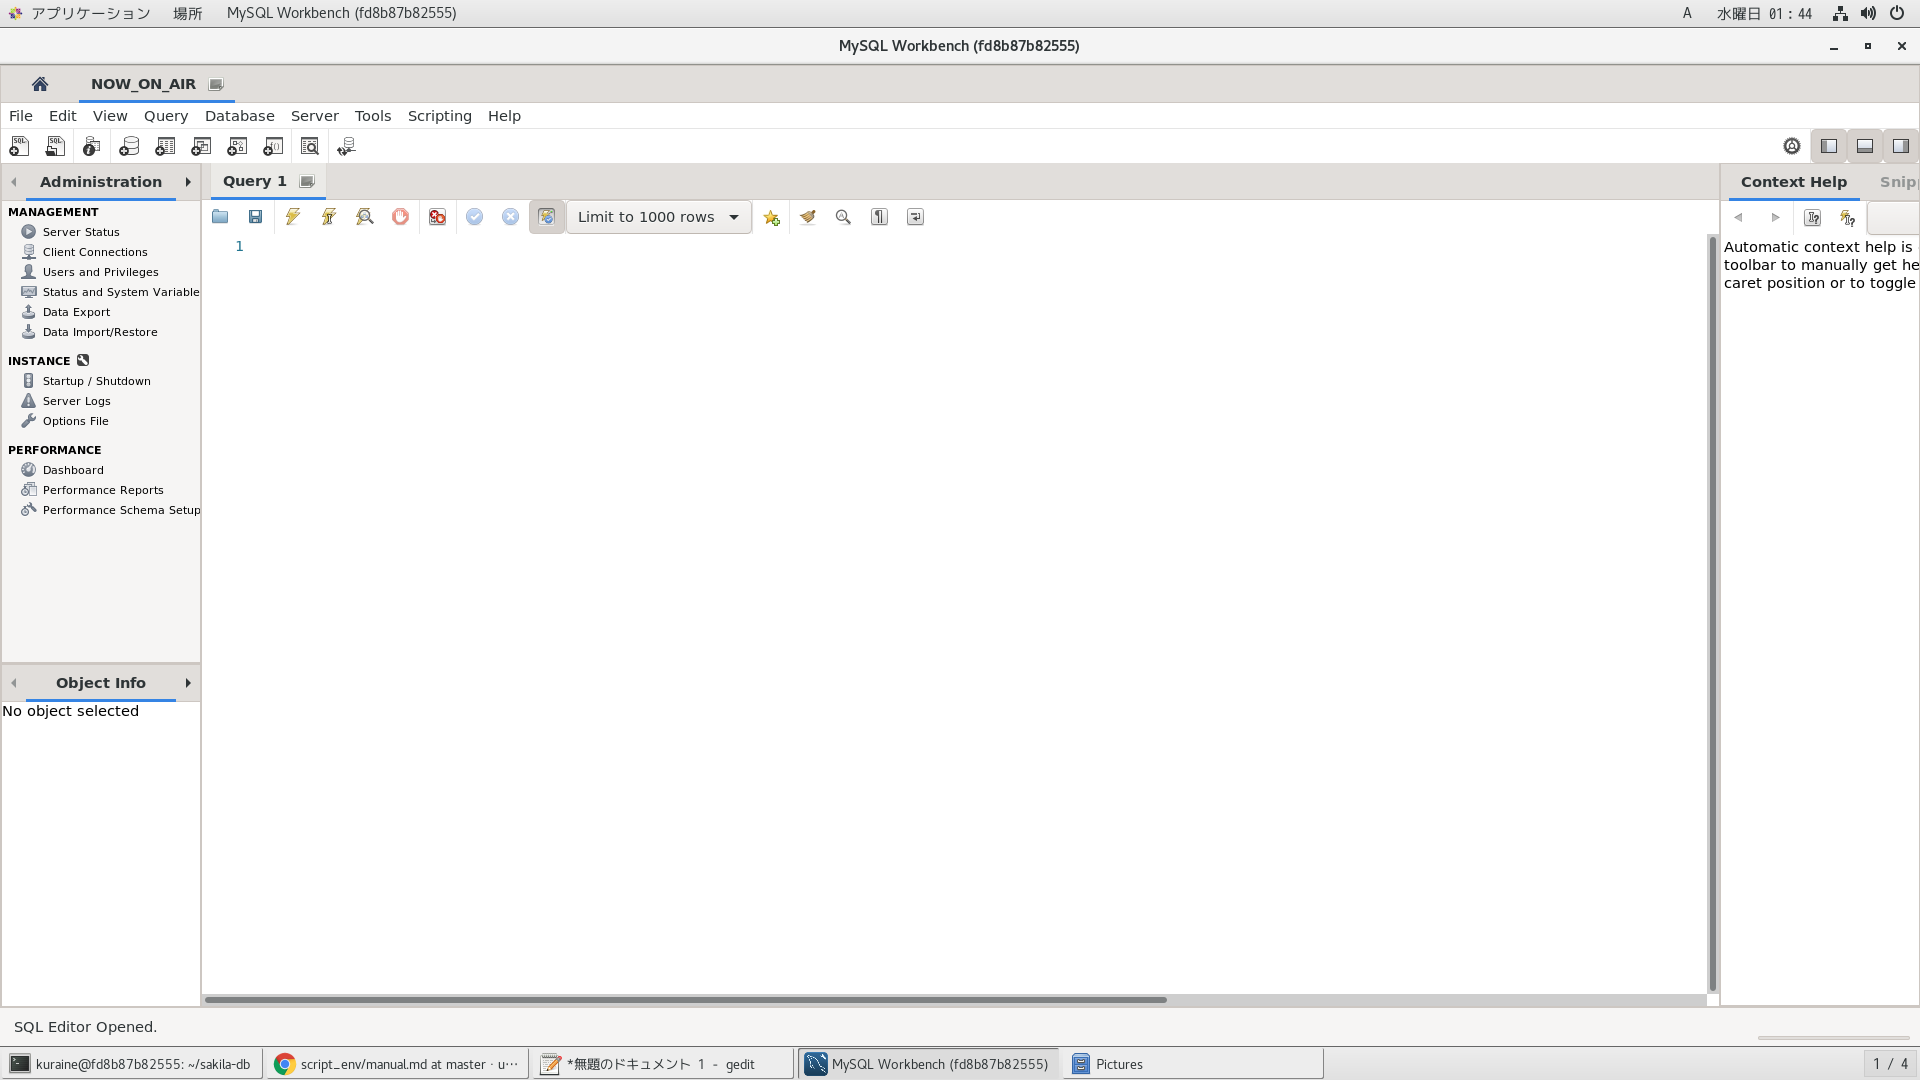 アプリケーション 場所 MySQL Workbench (fd8b87b82555) A 水曜日 01：44
MySQL Workbench (fd8b87b82555)
NOW_ON_AIR
File Edit View Query Database Server Tools Scripting Help
Administration
MANAGEMENT
Server Status
Client Connections
Users and Privileges
Status and System Variable
Data Export
Data Import/Restore
INSTANCE
Startup / Shutdown
Server Logs
Options File
PERFORMANCE
Dashboard
Performance Reports
Performance Schema Setup
Object Info
No object selected
Query 1
Limit to 1000 rows
1
Context Help Snip
Automatic context help is
toolbar to manually get he
caret position or to toggle
SQL Editor Opened.
kuraine@fd8b87b82555: ~/sakila-db script_env/manual.md at master · u… *無題のドキュメント 1 - gedit MySQL Workbench (fd8b87b82555) Pictures 1 / 4